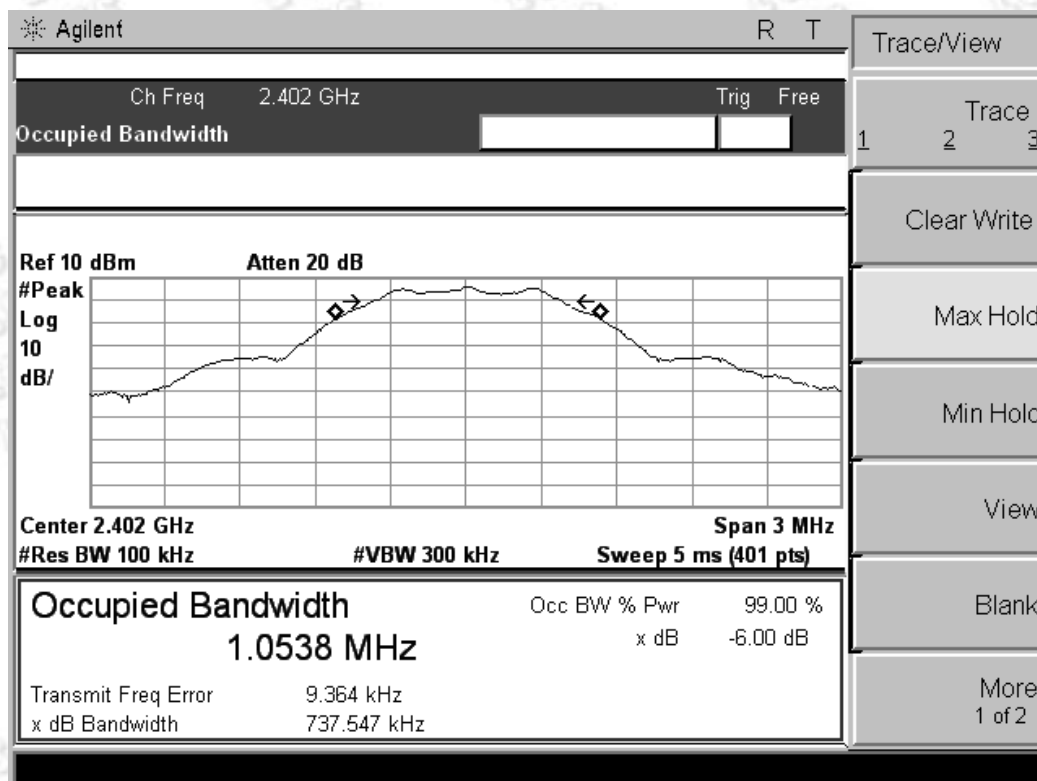 Agilent R T
Trace/View
Ch Freq 2.402 GHz Trig Free
Occupied Bandwidth
Trace
1 2 3
Clear Write
Ref 10 dBm Atten 20 dB
#Peak
Log
10
dB/
Max Hold
Min Hold
Center 2.402 GHz Span 3 MHz
#Res BW 100 kHz #VBW 300 kHz Sweep 5 ms (401 pts)
View
Occupied Bandwidth
1.0538 MHz
Occ BW % Pwr 99.00 %
x dB -6.00 dB
Transmit Freq Error 9.364 kHz
x dB Bandwidth 737.547 kHz
Blank
More
1 of 2